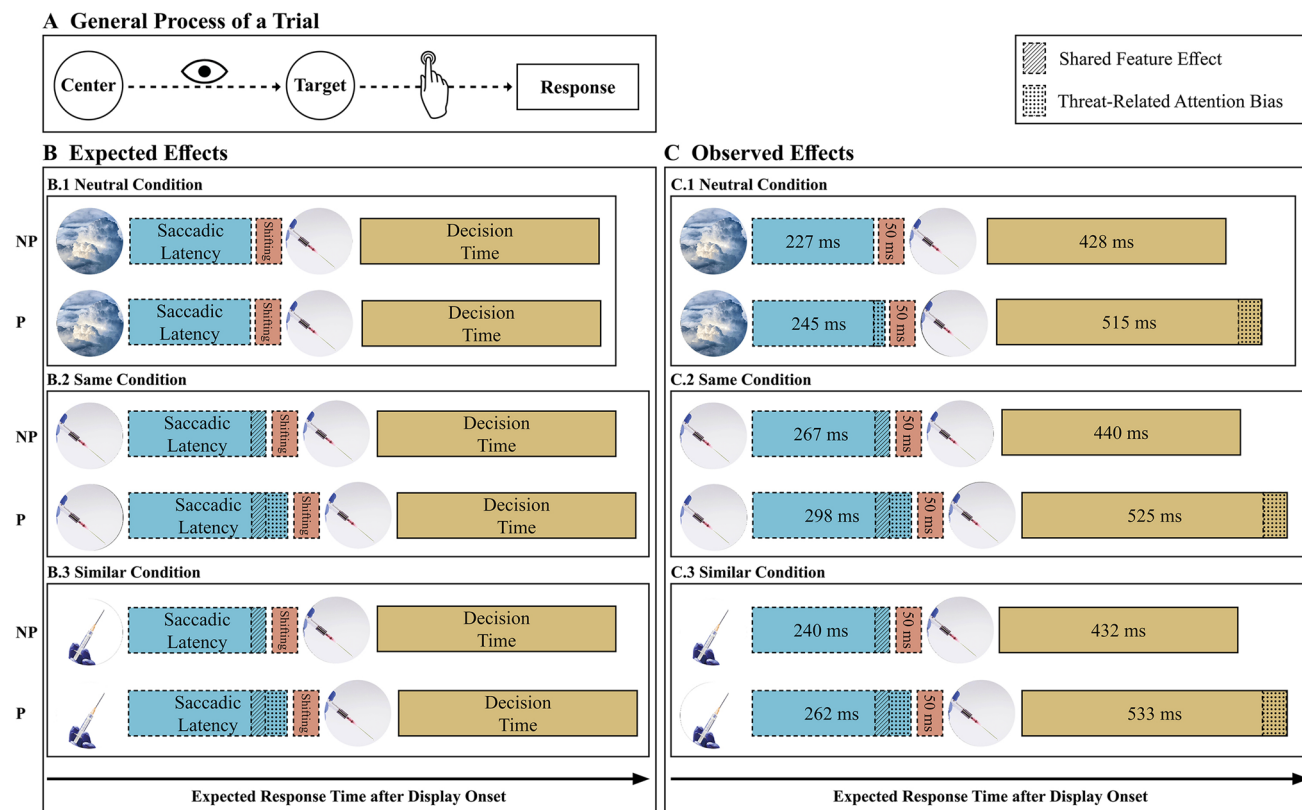 A General Process of a Trial
Center
Target
Response
Shared Feature Effect
Threat-Related Attention Bias
B Expected Effects
B.1 Neutral Condition
NP
Saccadic
Latency
Shifting
Decision
Time
P
Saccadic
Latency
Shifting
Decision
Time
B.2 Same Condition
NP
Saccadic
Latency
Shifting
Decision
Time
P
Saccadic
Latency
Shifting
Decision
Time
B.3 Similar Condition
NP
Saccadic
Latency
Shifting
Decision
Time
P
Saccadic
Latency
Shifting
Decision
Time
Expected Response Time after Display Onset
C Observed Effects
C.1 Neutral Condition
227 ms
50 ms
428 ms
245 ms
50 ms
515 ms
C.2 Same Condition
267 ms
50 ms
440 ms
298 ms
50 ms
525 ms
C.3 Similar Condition
240 ms
50 ms
432 ms
262 ms
50 ms
533 ms
Expected Response Time after Display Onset